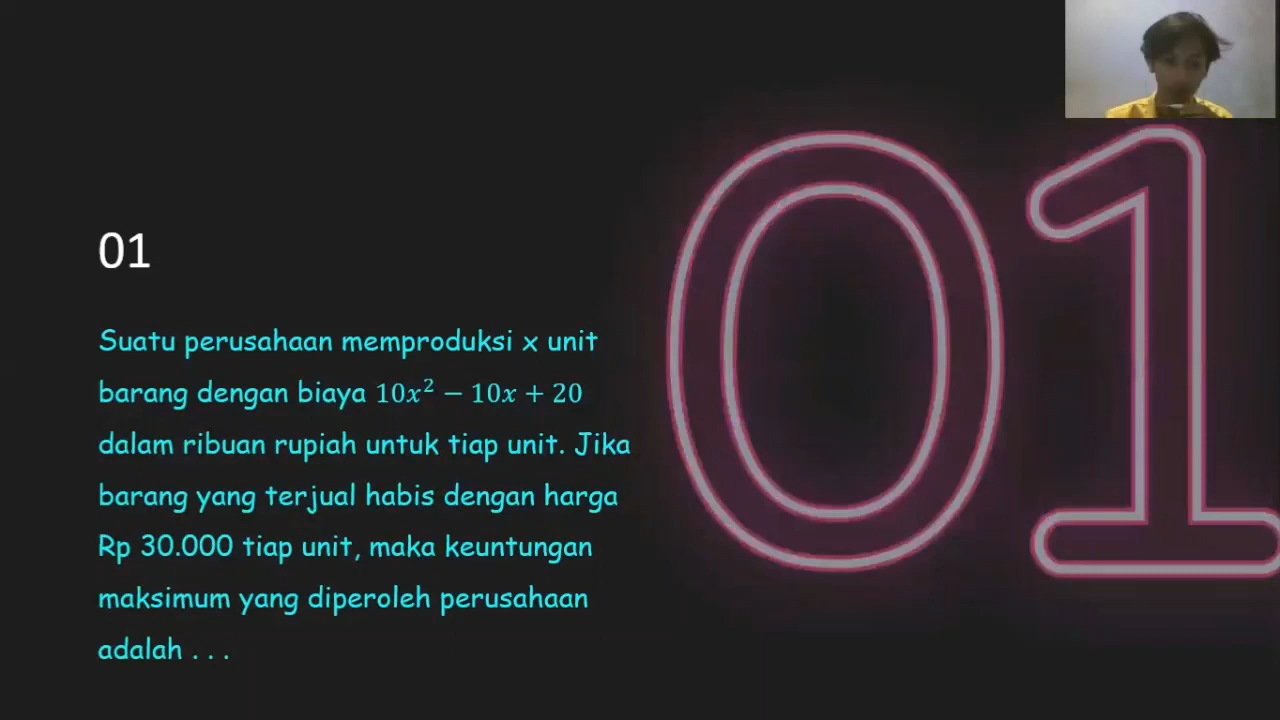 01
Suatu perusahaan memproduksi x unit
barang dengan biaya 10x² − 10x + 20
dalam ribuan rupiah untuk tiap unit. Jika
barang yang terjual habis dengan harga
Rp 30.000 tiap unit, maka keuntungan
maksimum yang diperoleh perusahaan
adalah . . .
01